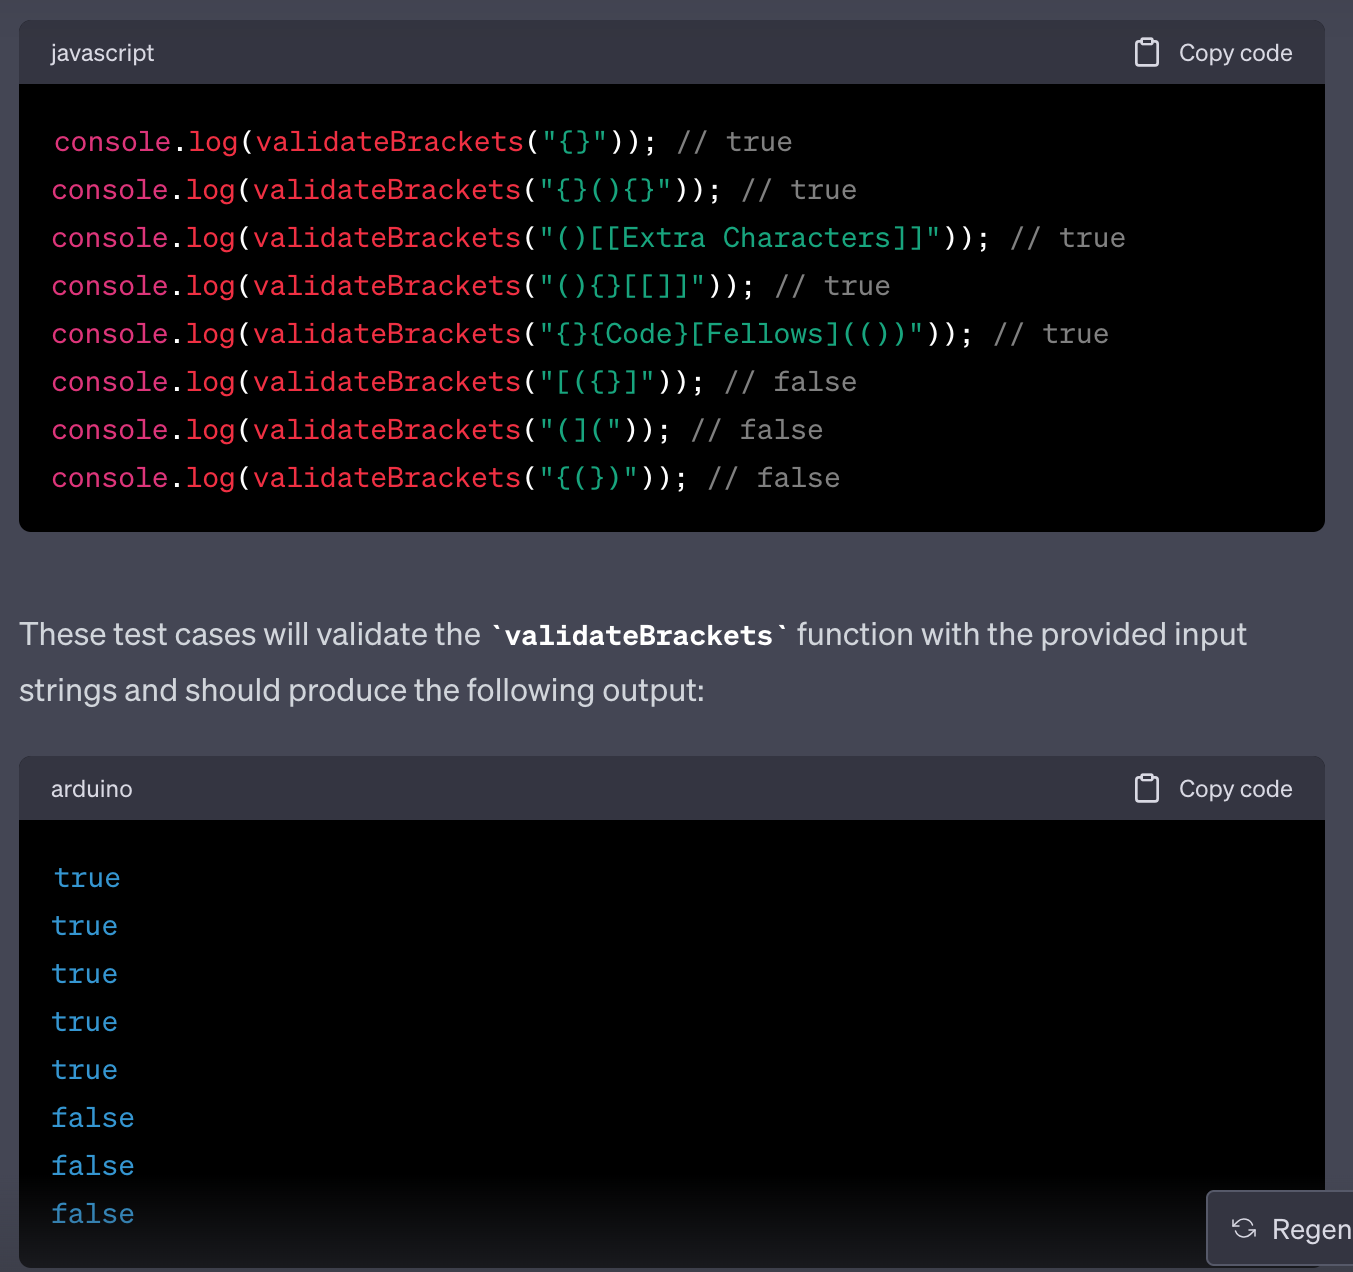 javascript
Copy code
console.log(validateBrackets("{}")); // true
console.log(validateBrackets("{}(){}")); // true
console.log(validateBrackets("()[[Extra Characters]]")); // true
console.log(validateBrackets("(){}[[]]")); // true
console.log(validateBrackets("{}{Code}[Fellows](())")); // true
console.log(validateBrackets("[({}]")); // false
console.log(validateBrackets("(](")); // false
console.log(validateBrackets("{(})")); // false
These test cases will validate the `validateBrackets` function with the provided input
strings and should produce the following output:
arduino
Copy code
true
true
true
true
true
false
false
false
Regen